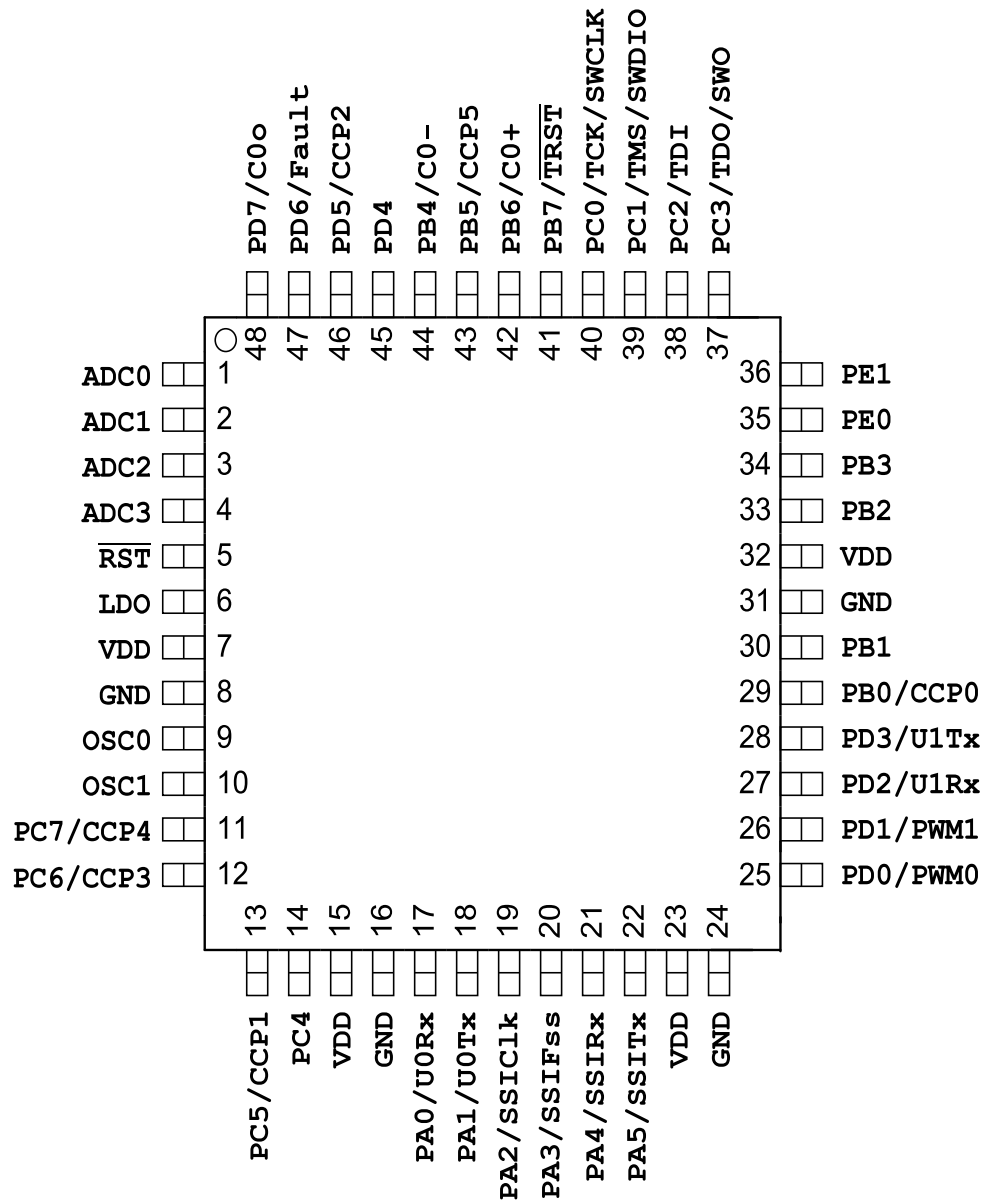 PD7/C0o
PD6/Fault
PD5/CCP2
PD4
PB4/C0-
PB5/CCP5
PB6/C0+
PB7/TRST
PC0/TCK/SWCLK
PC1/TMS/SWDIO
PC2/TDI
PC3/TDO/SWO
48
47
46
45
44
43
42
41
40
39
38
37
ADC0 1
ADC1 2
ADC2 3
ADC3 4
RST 5
LDO 6
VDD 7
GND 8
OSC0 9
OSC1 10
PC7/CCP4 11
PC6/CCP3 12
36 PE1
35 PE0
34 PB3
33 PB2
32 VDD
31 GND
30 PB1
29 PB0/CCP0
28 PD3/U1Tx
27 PD2/U1Rx
26 PD1/PWM1
25 PD0/PWM0
13
14
15
16
17
18
19
20
21
22
23
24
PC5/CCP1
PC4
VDD
GND
PA0/U0Rx
PA1/U0Tx
PA2/SSIClk
PA3/SSIFss
PA4/SSIRx
PA5/SSITx
VDD
GND